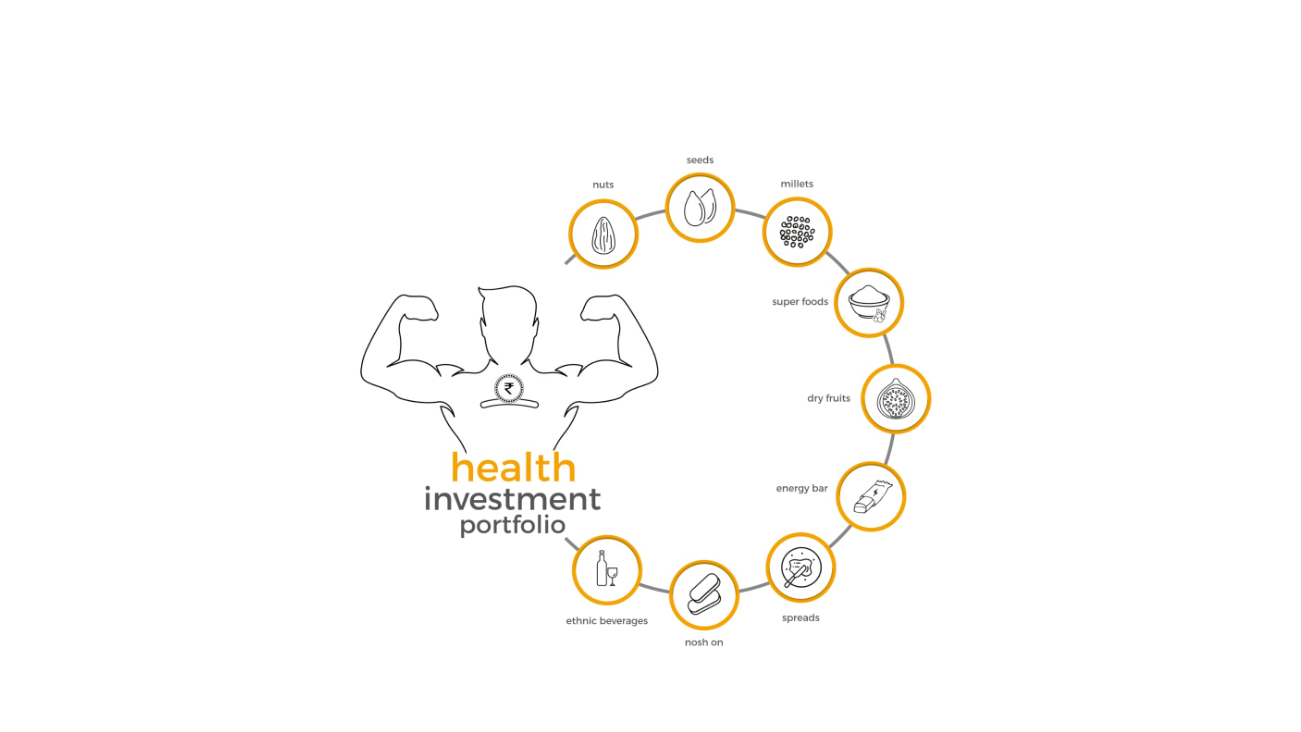 seeds
nuts
millets
super foods
₹
dry fruits
health
investment
portfolio
energy bar
ethnic beverages
spreads
nosh on